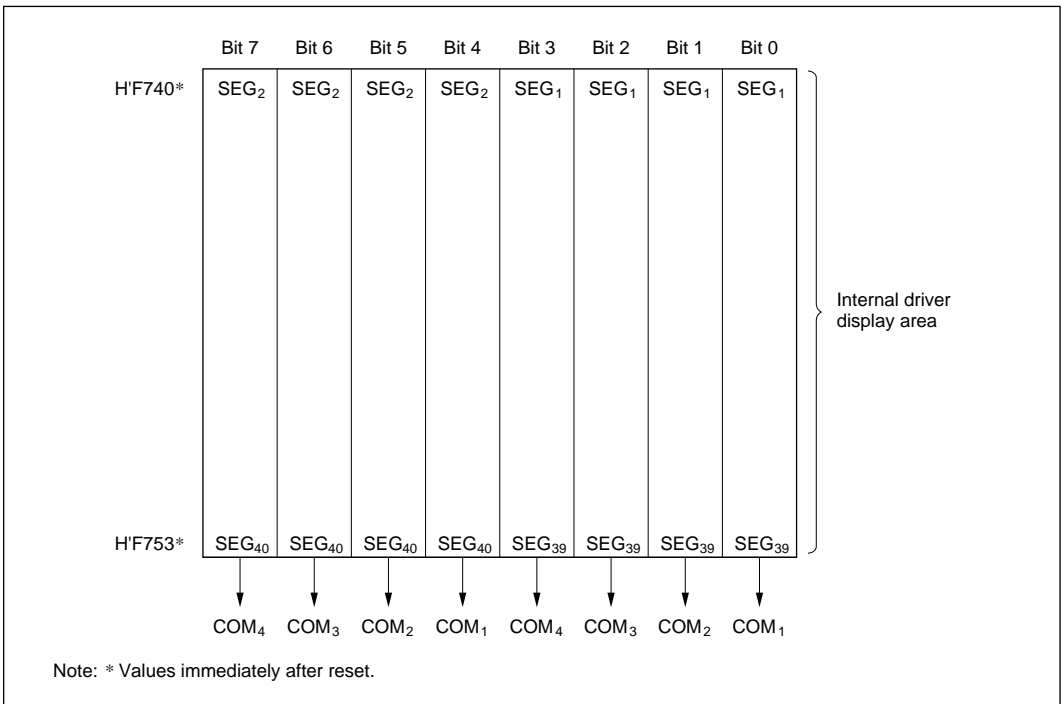 Bit 7 Bit 6 Bit 5 Bit 4 Bit 3 Bit 2 Bit 1 Bit 0
H'F740* SEG₂ SEG₂ SEG₂ SEG₂ SEG₁ SEG₁ SEG₁ SEG₁
Internal driver
display area
H'F753* SEG₄₀ SEG₄₀ SEG₄₀ SEG₄₀ SEG₃₉ SEG₃₉ SEG₃₉ SEG₃₉
COM₄ COM₃ COM₂ COM₁ COM₄ COM₃ COM₂ COM₁
Note: * Values immediately after reset.